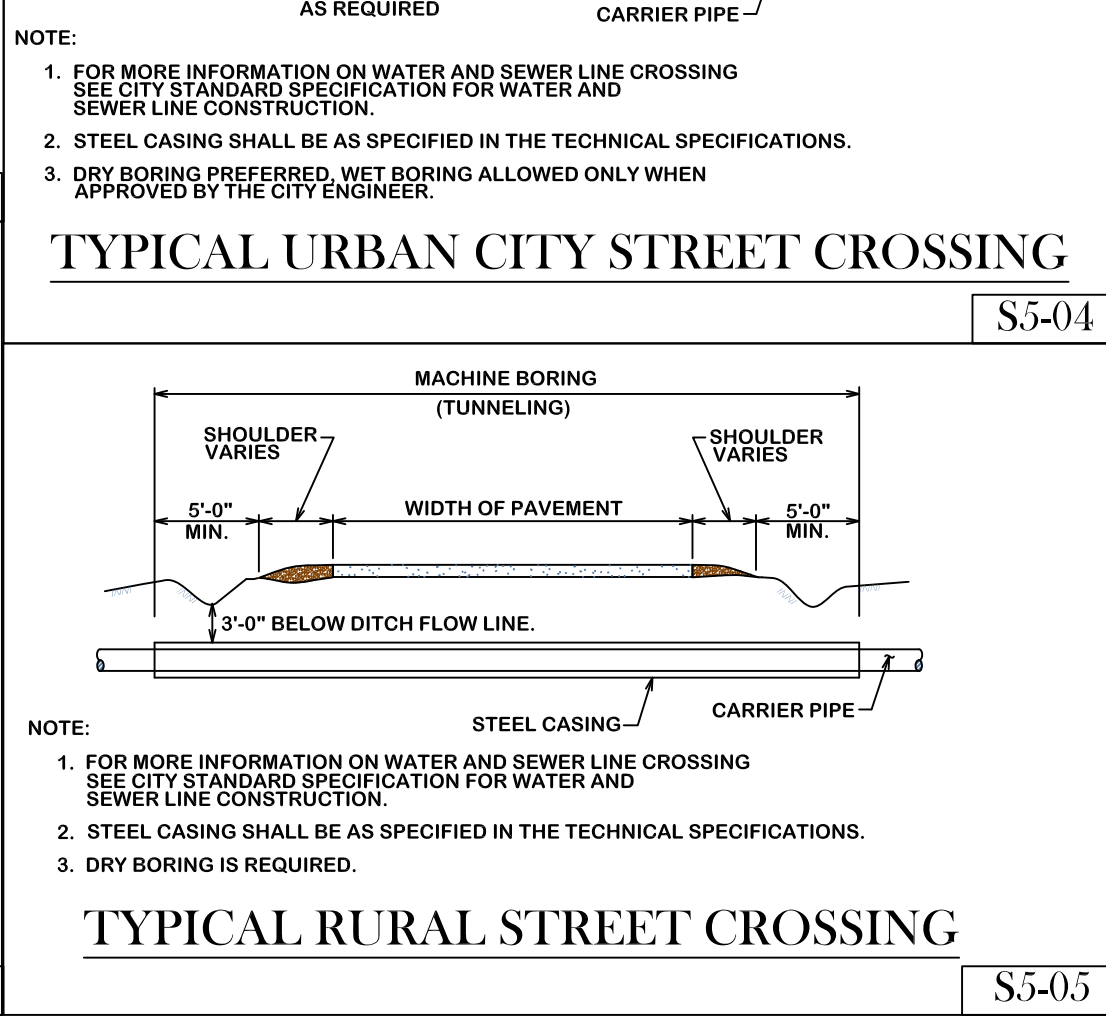 AS REQUIRED
CARRIER PIPE
NOTE:
1. FOR MORE INFORMATION ON WATER AND SEWER LINE CROSSING
SEE CITY STANDARD SPECIFICATION FOR WATER AND
SEWER LINE CONSTRUCTION.
2. STEEL CASING SHALL BE AS SPECIFIED IN THE TECHNICAL SPECIFICATIONS.
3. DRY BORING PREFERRED, WET BORING ALLOWED ONLY WHEN
APPROVED BY THE CITY ENGINEER.
TYPICAL URBAN CITY STREET CROSSING
S5-04
MACHINE BORING
(TUNNELING)
SHOULDER
VARIES
SHOULDER
VARIES
5'-0"
MIN.
WIDTH OF PAVEMENT
5'-0"
MIN.
3'-0" BELOW DITCH FLOW LINE.
STEEL CASING
CARRIER PIPE
NOTE:
1. FOR MORE INFORMATION ON WATER AND SEWER LINE CROSSING
SEE CITY STANDARD SPECIFICATION FOR WATER AND
SEWER LINE CONSTRUCTION.
2. STEEL CASING SHALL BE AS SPECIFIED IN THE TECHNICAL SPECIFICATIONS.
3. DRY BORING IS REQUIRED.
TYPICAL RURAL STREET CROSSING
S5-05